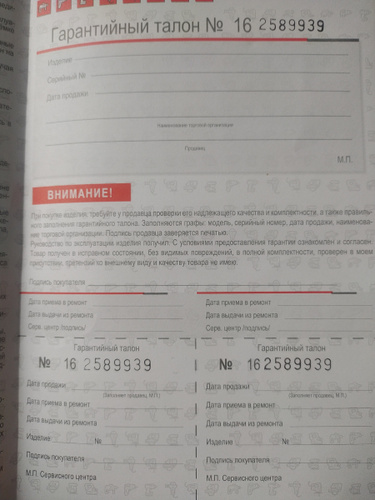 Гарантийный талон № 16 2589939
Изделие
Серийный №
Дата продажи
Наименование торговой организации
Продавец
М.П.
ВНИМАНИЕ!
При покупке изделия, требуйте у продавца проверки его надлежащего качества и комплектности, а также правиль-
ного заполнения гарантийного талона. Заполняются графы: модель, серийный номер, дата продажи, наимено-
вание торговой организации. Подпись продавца заверяется печатью.
Руководство по эксплуатации изделия получил. С условиями предоставления гарантии ознакомлен и согласен.
Товар получен в исправном состоянии, без видимых повреждений, в полной комплектности, проверен в моем
присутствии, претензий по внешнему виду и качеству товара не имею.
Подпись покупателя
Дата приема в ремонт Дата приема в ремонт
Дата выдачи из ремонта Дата выдачи из ремонта
Серв. центр /подпись/ Серв. центр /подпись/
Гарантийный талон Гарантийный талон
№ 16 2589939 № 16 2589939
Дата продажи Дата продажи
(Заполняет продавец, М.П.) (Заполняет продавец, М.П.)
Дата приема в ремонт Дата приема в ремонт
Дата выдачи из ремонта Дата выдачи из ремонта
Изделие № Изделие №
Подпись покупателя Подпись покупателя
М.П. Сервисного центра М.П. Сервисного центра